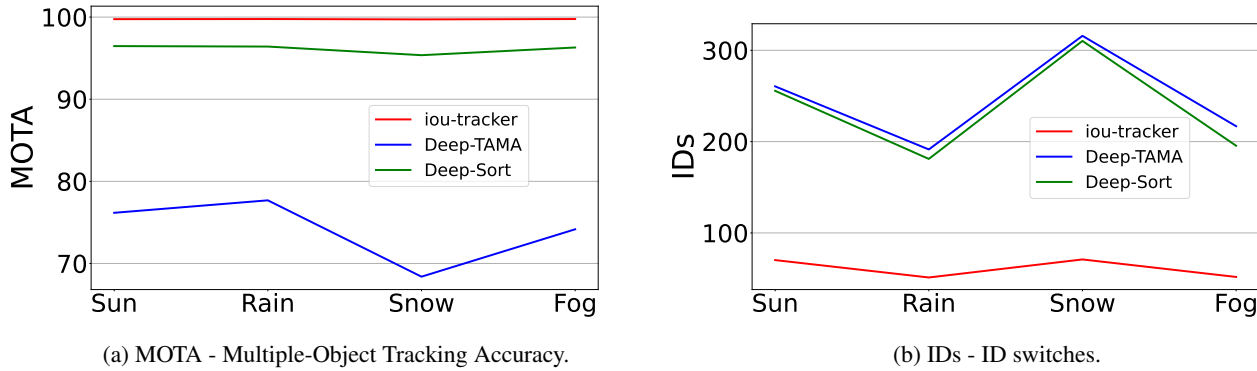 MOTA
100
90
80
70
iou-tracker
Deep-TAMA
Deep-Sort
Sun Rain Snow Fog
(a) MOTA - Multiple-Object Tracking Accuracy.
IDs
300
200
100
iou-tracker
Deep-TAMA
Deep-Sort
Sun Rain Snow Fog
(b) IDs - ID switches.